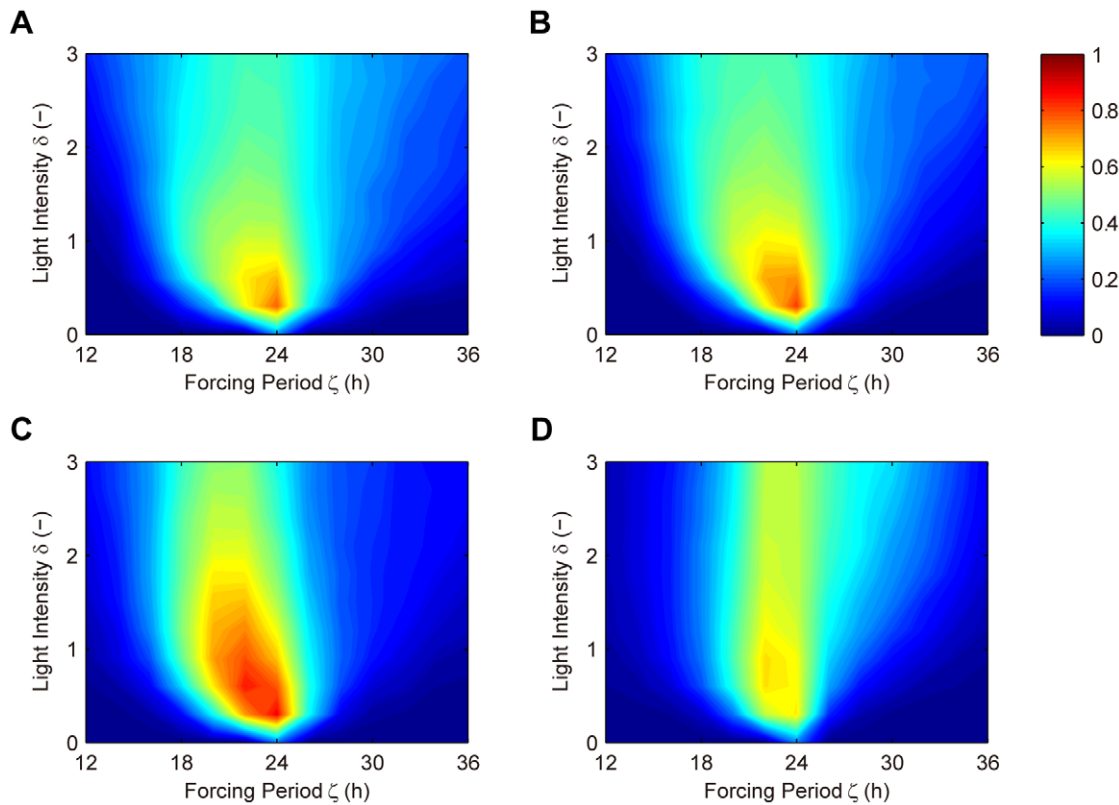 A
B
3
2
1
0
Light Intensity δ (−)
12 18 24 30 36
Forcing Period ζ (h)
3
2
1
0
Light Intensity δ (−)
12 18 24 30 36
Forcing Period ζ (h)
1
0.8
0.6
0.4
0.2
0
C
D
3
2
1
0
Light Intensity δ (−)
12 18 24 30 36
Forcing Period ζ (h)
3
2
1
0
Light Intensity δ (−)
12 18 24 30 36
Forcing Period ζ (h)